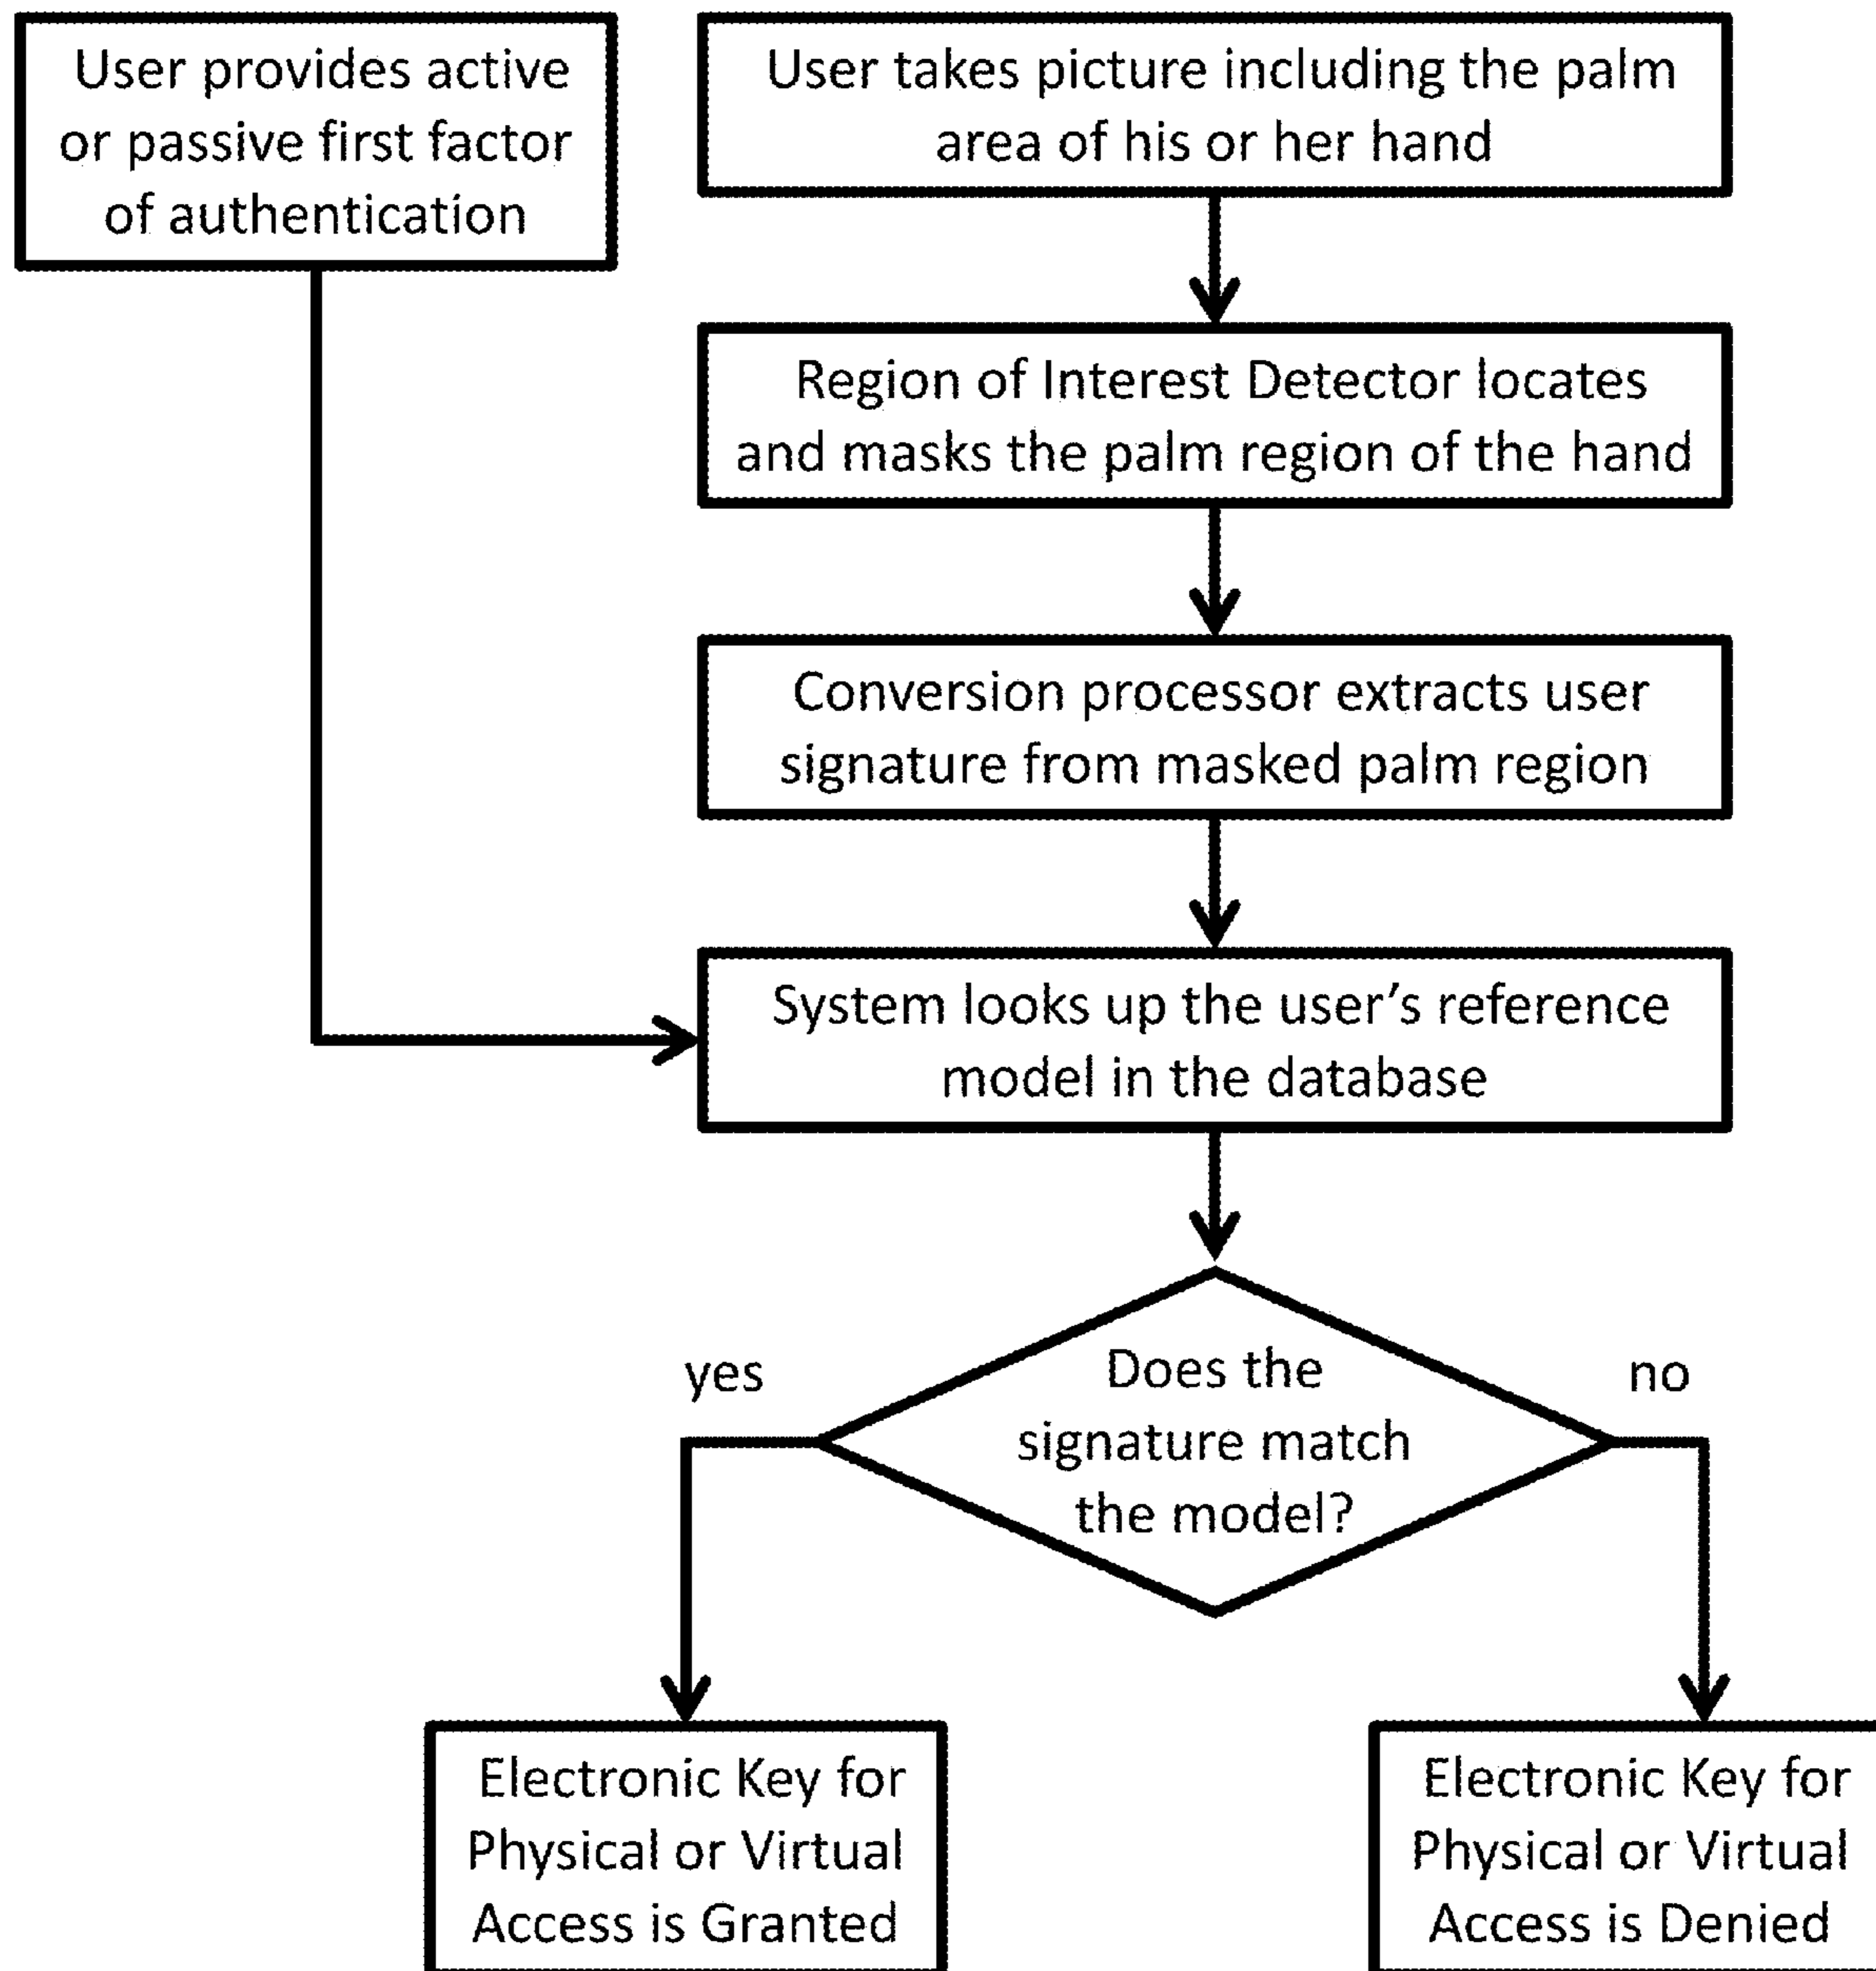 User provides active
or passive first factor
of authentication
User takes picture including the palm
area of his or her hand
Region of Interest Detector locates
and masks the palm region of the hand
Conversion processor extracts user
signature from masked palm region
System looks up the user’s reference
model in the database
Does the
signature match
the model?
yes
no
Electronic Key for
Physical or Virtual
Access is Granted
Electronic Key for
Physical or Virtual
Access is Denied